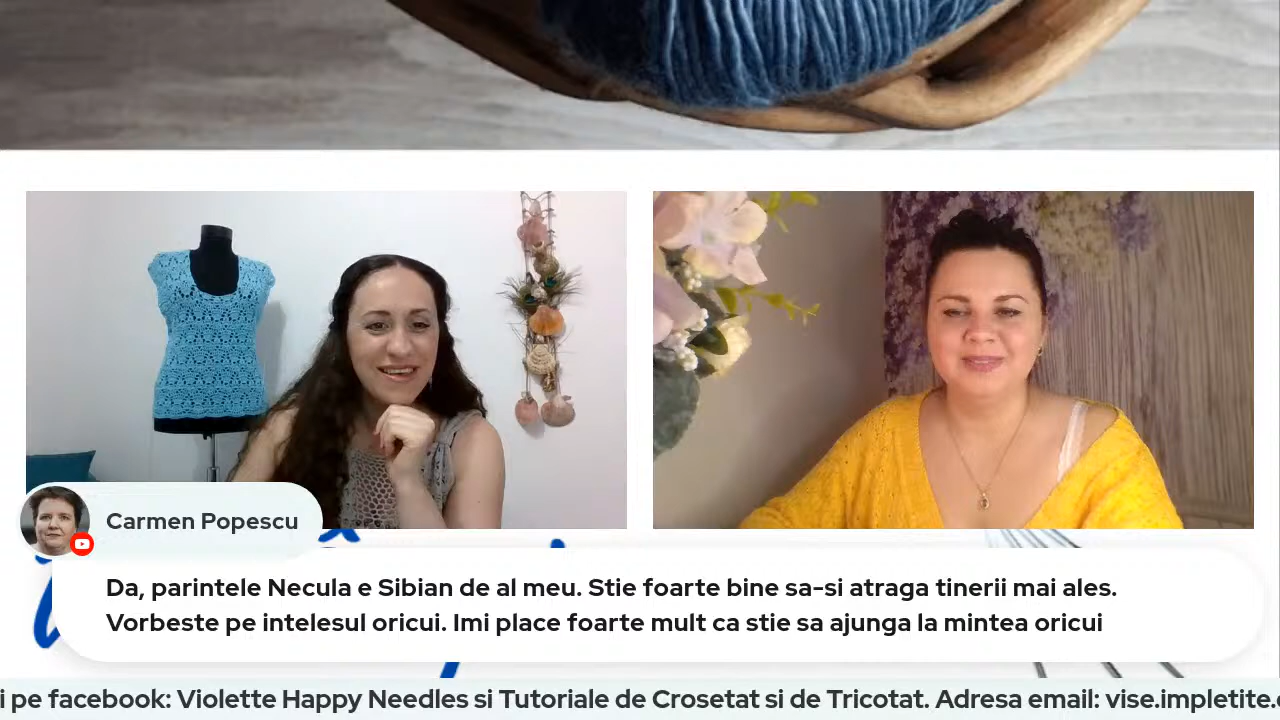 Carmen Popescu
Da, parintele Necula e Sibian de al meu. Stie foarte bine sa-si atraga tinerii mai ales.
Vorbeste pe intelesul oricui. Imi place foarte mult ca stie sa ajunga la mintea oricui
i pe facebook: Violette Happy Needles si Tutoriale de Crosetat si de Tricotat. Adresa email: vise.impletite.